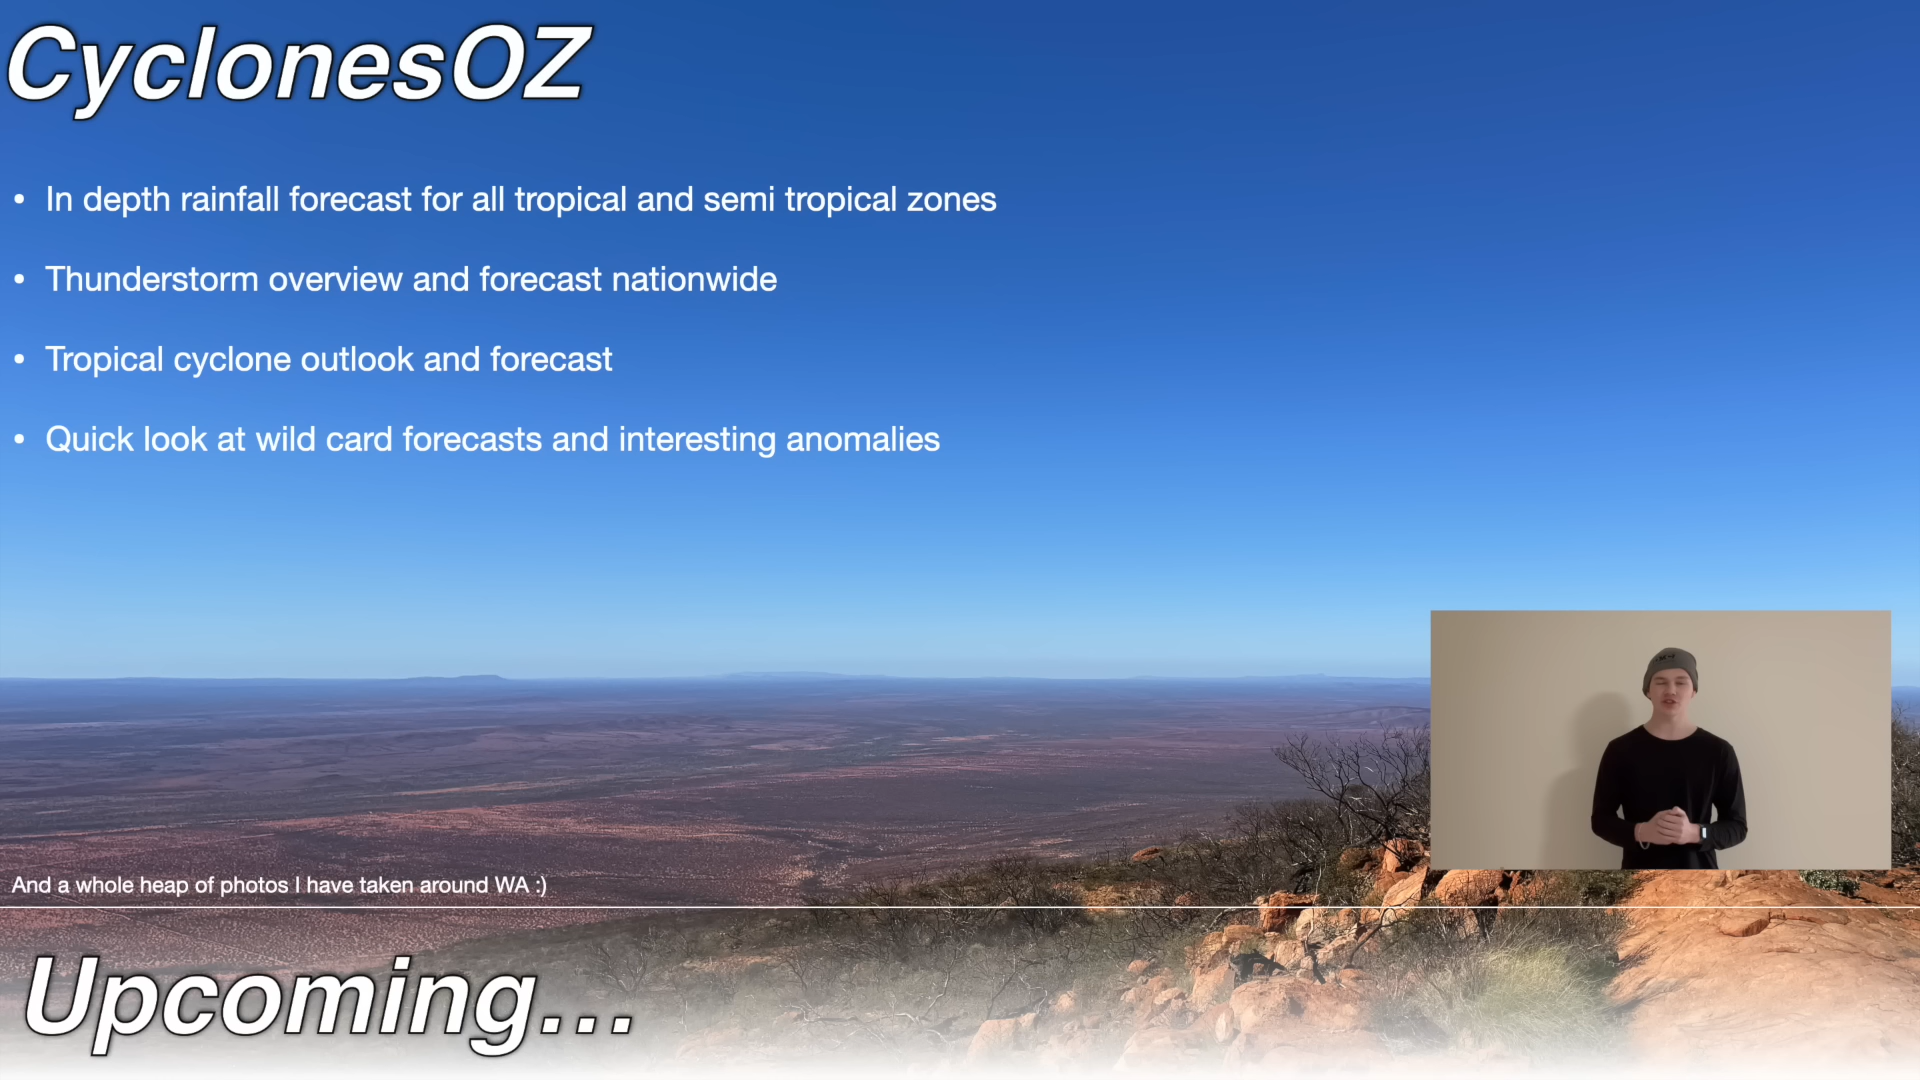 CyclonesOZ
• In depth rainfall forecast for all tropical and semi tropical zones
• Thunderstorm overview and forecast nationwide
• Tropical cyclone outlook and forecast
• Quick look at wild card forecasts and interesting anomalies
And a whole heap of photos I have taken around WA :)
Upcoming...